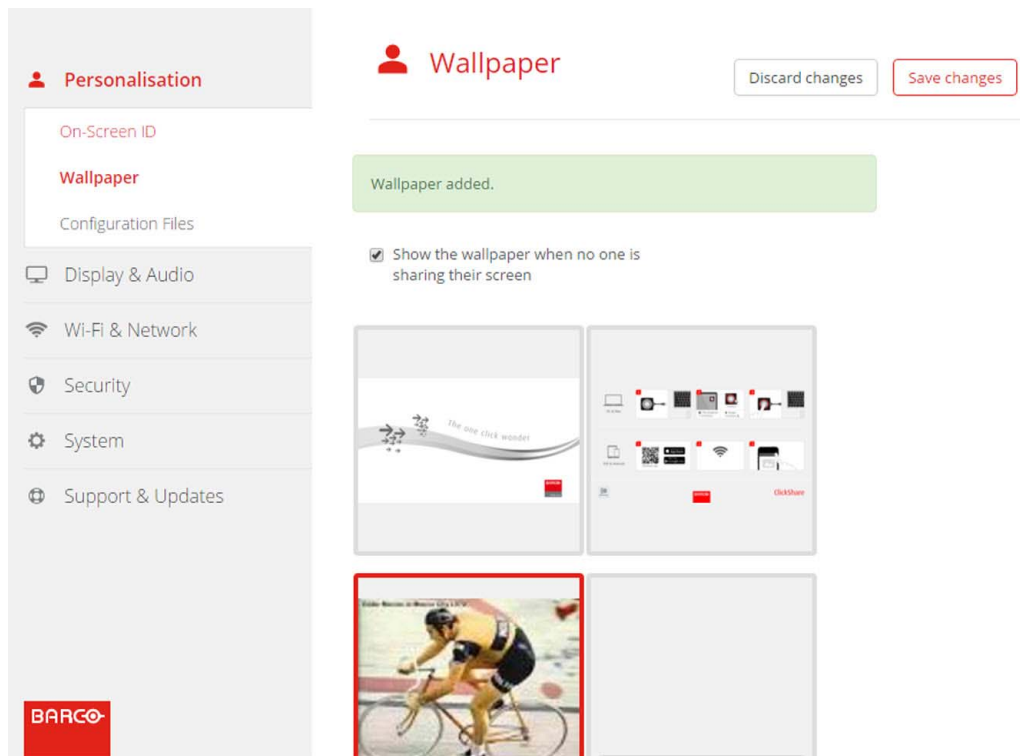 Personalisation
On-Screen ID
Wallpaper
Configuration Files
Display & Audio
Wi-Fi & Network
Security
System
Support & Updates
BARCO
Wallpaper
Discard changes
Save changes
Wallpaper added.
Show the wallpaper when no one is
sharing their screen
The one click wonder
ClickShare